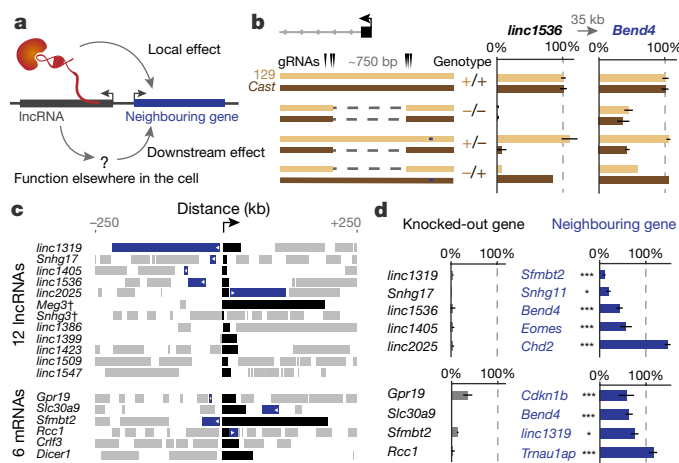 a
Local effect
lncRNA
Neighbouring gene
?
Downstream effect
Function elsewhere in the cell
b
gRNAs
~750 bp
129
Cast
Genotype
+/+
−/−
+/−
−/+
linc1536
35 kb
Bend4
0% 100%
0% 100%
c
Distance (kb)
−250
+250
12 lncRNAs
linc1319
Snhg17
linc1405
linc1536
linc2025
Meg3†
Snhg3†
linc1386
linc1399
linc1423
linc1509
linc1547
6 mRNAs
Gpr19
Slc30a9
Sfmbt2
Rcc1
Crlf3
Dicer1
d
Knocked-out gene
Neighbouring gene
0% 100%
0% 100%
linc1319 Sfmbt2 ***
Snhg17 Snhg11 *
linc1536 Bend4 ***
linc1405 Eomes ***
linc2025 Chd2 ***
0% 100%
0% 100%
Gpr19 Cdkn1b ***
Slc30a9 Bend4 ***
Sfmbt2 linc1319 *
Rcc1 Trnau1ap ***